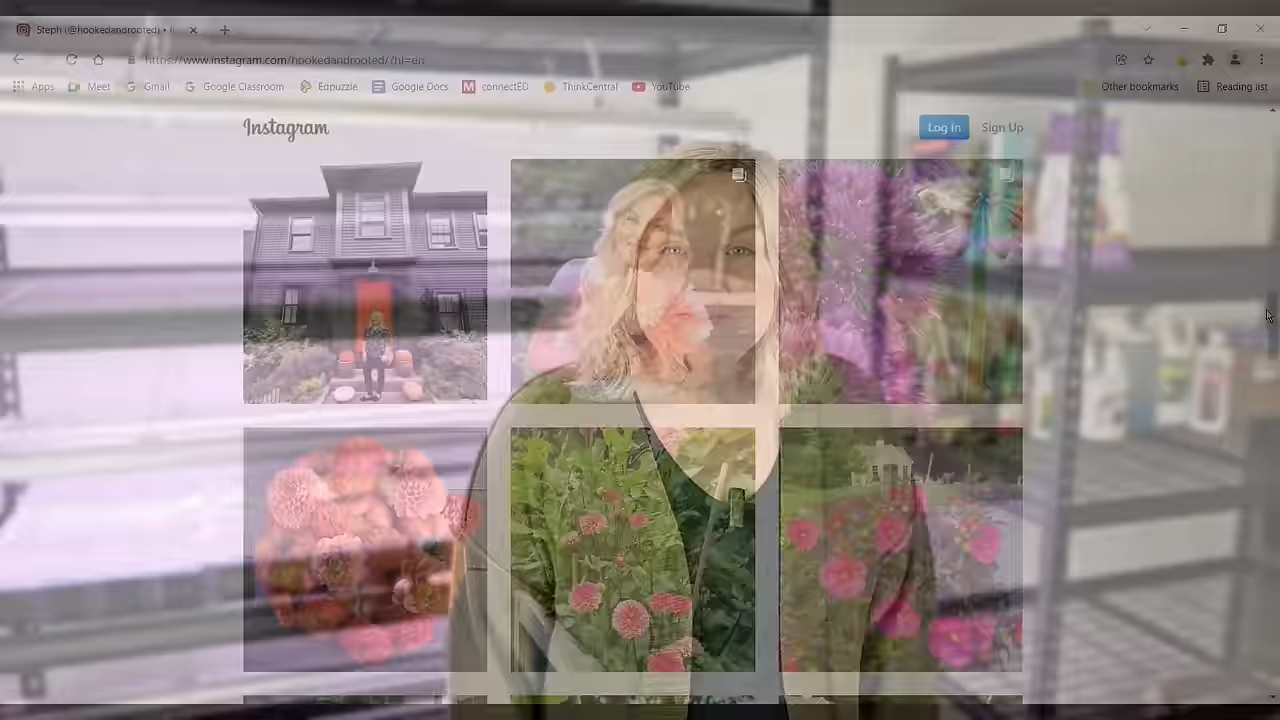 Steph (@hookedandrooted) •
https://www.instagram.com/hookedandrooted/?hl=en
Apps Meet Gmail Google Classroom Edpuzzle Google Docs connectED ThinkCentral YouTube Other bookmarks Reading list
Instagram Log In Sign Up